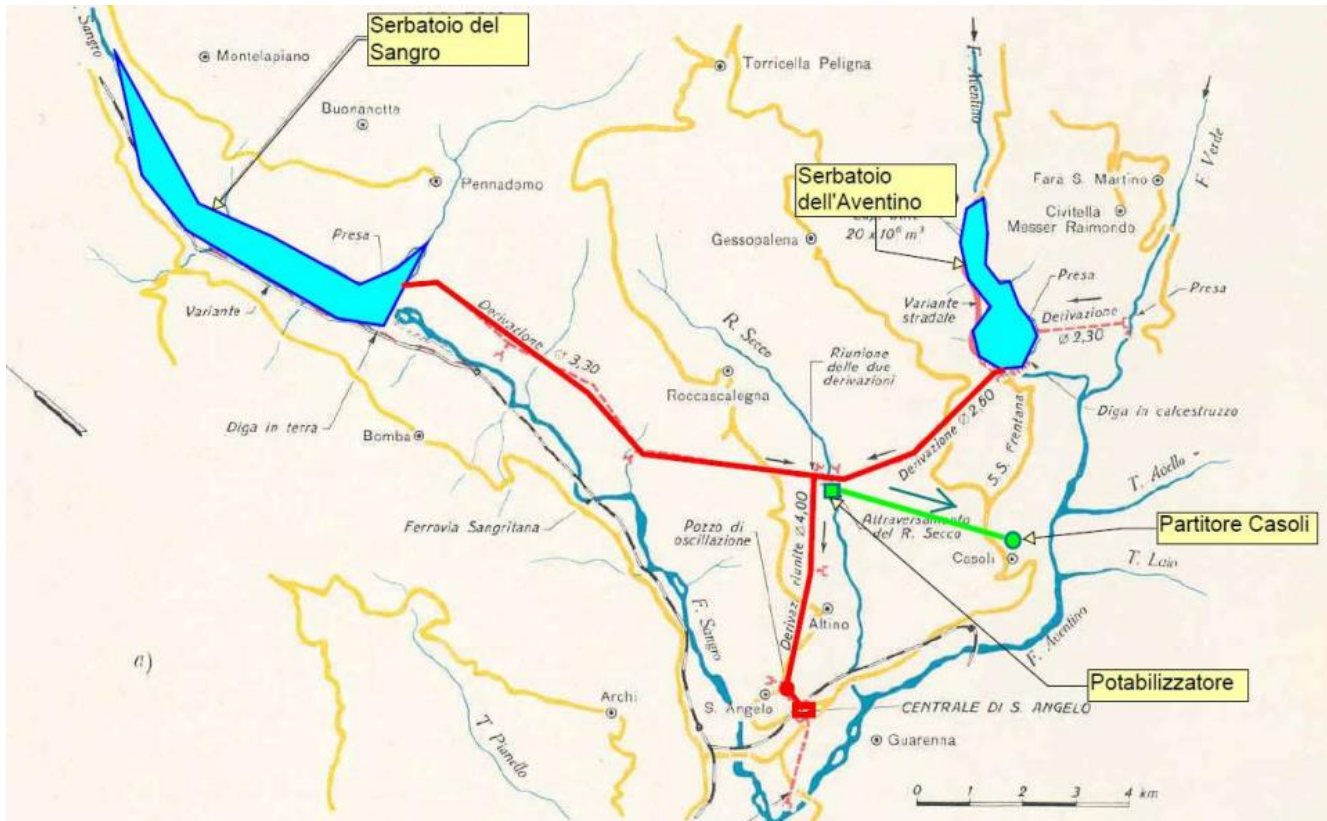 Sangro
Serbatoio del
Sangro
Montelapiano
Buonanotte
Pennadomo
Presa
Variante
Diga in terra
Bomba
Derivazione Ø 3,30
Ferrovia Sangritana
Torricella Peligna
Gessopalena
R. Secco
Roccascalegna
Riunione
delle due
derivazioni
F. Aventino
Serbatoio
dell'Aventino
20 x 10⁶ m³
Variante
stradale
Fara S. Martino
Civitella
Messer Raimondo
F. Verde
Presa
Presa
Derivazione
Ø 2,30
Diga in calcestruzzo
Derivazione Ø 2,60
S.S. Frentana
T. Avello
Attraversamento
del R. Secco
Partitore Casoli
Casoli
T. Laio
Pozzo di
oscillazione
Derivaz. riunite Ø 4,00
F. Sangro
Altino
F. Aventino
Potabilizzatore
a)
Archi
S. Angelo
CENTRALE DI S. ANGELO
Guarenna
T. Pianello
0 1 2 3 4 km